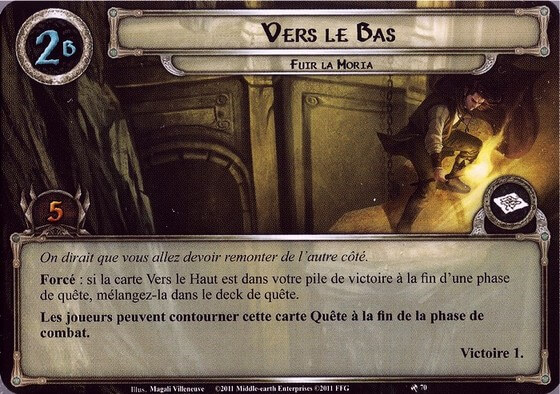 2B
Vers le Bas
Fuir la Moria
5
On dirait que vous allez devoir remonter de l'autre côté.
Forcé : si la carte Vers le Haut est dans votre pile de victoire à la fin d'une phase
de quête, mélangez-la dans le deck de quête.
Les joueurs peuvent contourner cette carte Quête à la fin de la phase de
combat.
Victoire 1.
Illus. Magali Villeneuve ©2011 Middle-earth Enterprises ©2011 FFG 70